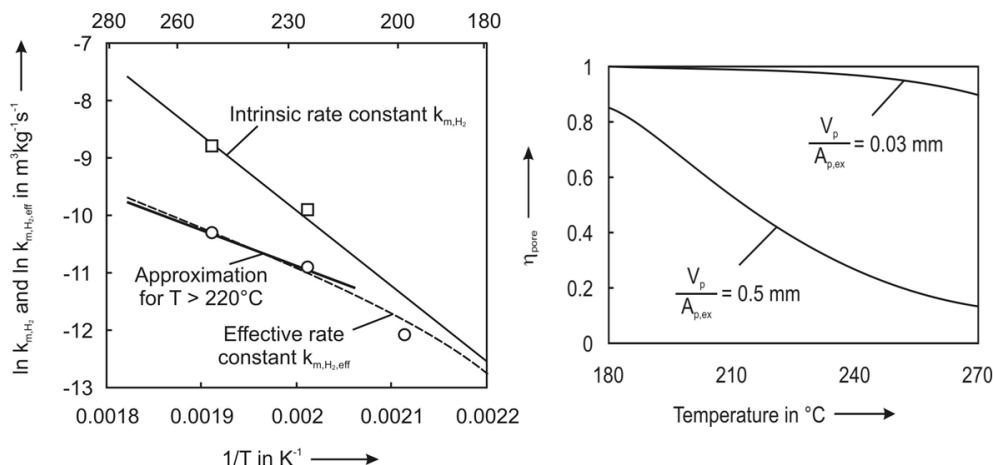 280 260 240 220 200 180
-7
-8
-9
-10
-11
-12
-13
ln k_m,H₂ and ln k_m,H₂,eff in m³kg⁻¹s⁻¹
Intrinsic rate constant k_m,H₂
Approximation
for T > 220°C
Effective rate
constant k_m,H₂,eff
0.0018 0.0019 0.002 0.0021 0.0022
1/T in K⁻¹
1
0.8
0.6
0.4
0.2
0
η_pore
V_p
A_p,ex
= 0.03 mm
V_p
A_p,ex
= 0.5 mm
180 210 240 270
Temperature in °C